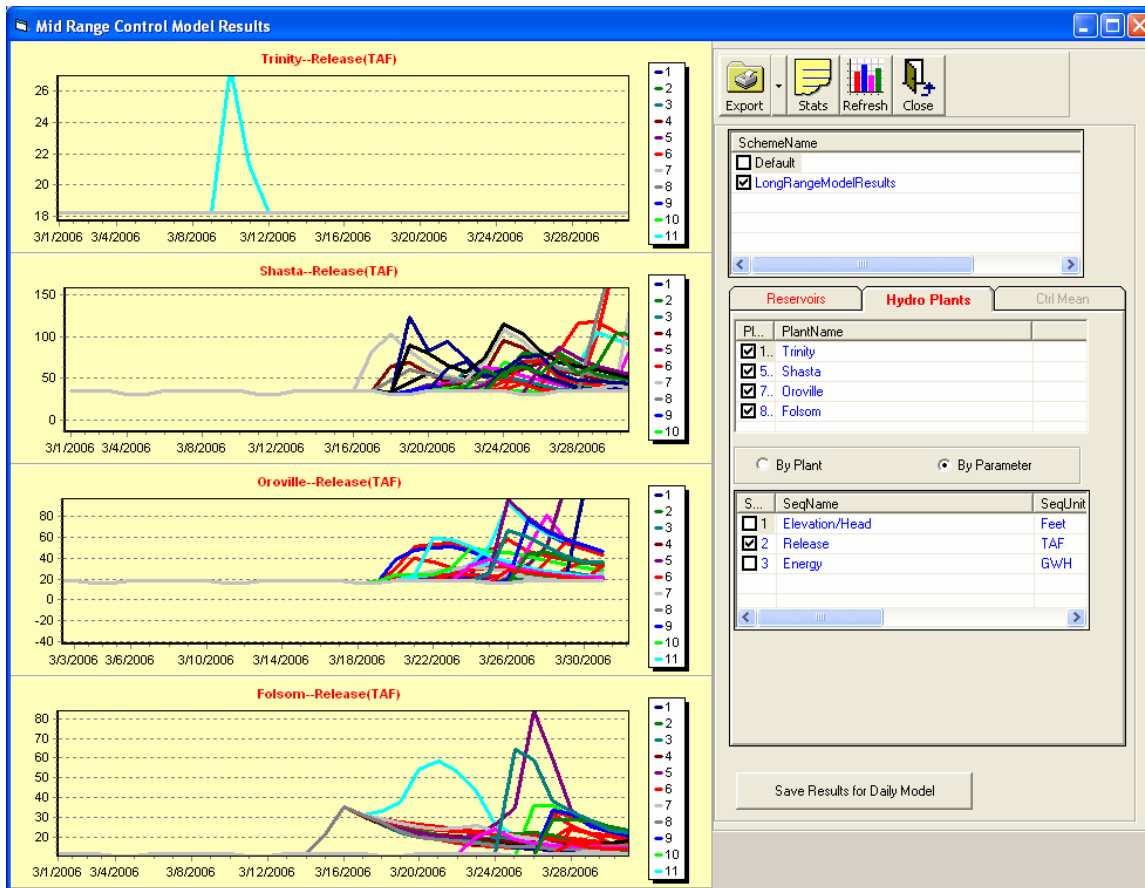 Mid Range Control Model Results
Trinity--Release(TAF)
26
24
22
20
18
3/1/2006 3/4/2006 3/8/2006 3/12/2006 3/16/2006 3/20/2006 3/24/2006 3/28/2006
1
2
3
4
5
6
7
8
9
10
11
Shasta--Release(TAF)
150
100
50
0
3/1/2006 3/4/2006 3/8/2006 3/12/2006 3/16/2006 3/20/2006 3/24/2006 3/28/2006
1
2
3
4
5
6
7
8
9
10
Oroville--Release(TAF)
80
60
40
20
0
-20
-40
3/3/2006 3/6/2006 3/10/2006 3/14/2006 3/18/2006 3/22/2006 3/26/2006 3/30/2006
1
2
3
4
5
6
7
8
9
10
11
Folsom--Release(TAF)
80
70
60
50
40
30
20
3/1/2006 3/4/2006 3/8/2006 3/12/2006 3/16/2006 3/20/2006 3/24/2006 3/28/2006
1
2
3
4
5
6
7
8
9
10
11
Export Stats Refresh Close
SchemeName
Default
LongRangeModelResults
Reservoirs Hydro Plants Ctrl Mean
Pl... PlantName
1.. Trinity
5.. Shasta
7.. Oroville
8.. Folsom
By Plant By Parameter
S... SeqName SeqUnit
1 Elevation/Head Feet
2 Release TAF
3 Energy GWH
Save Results for Daily Model